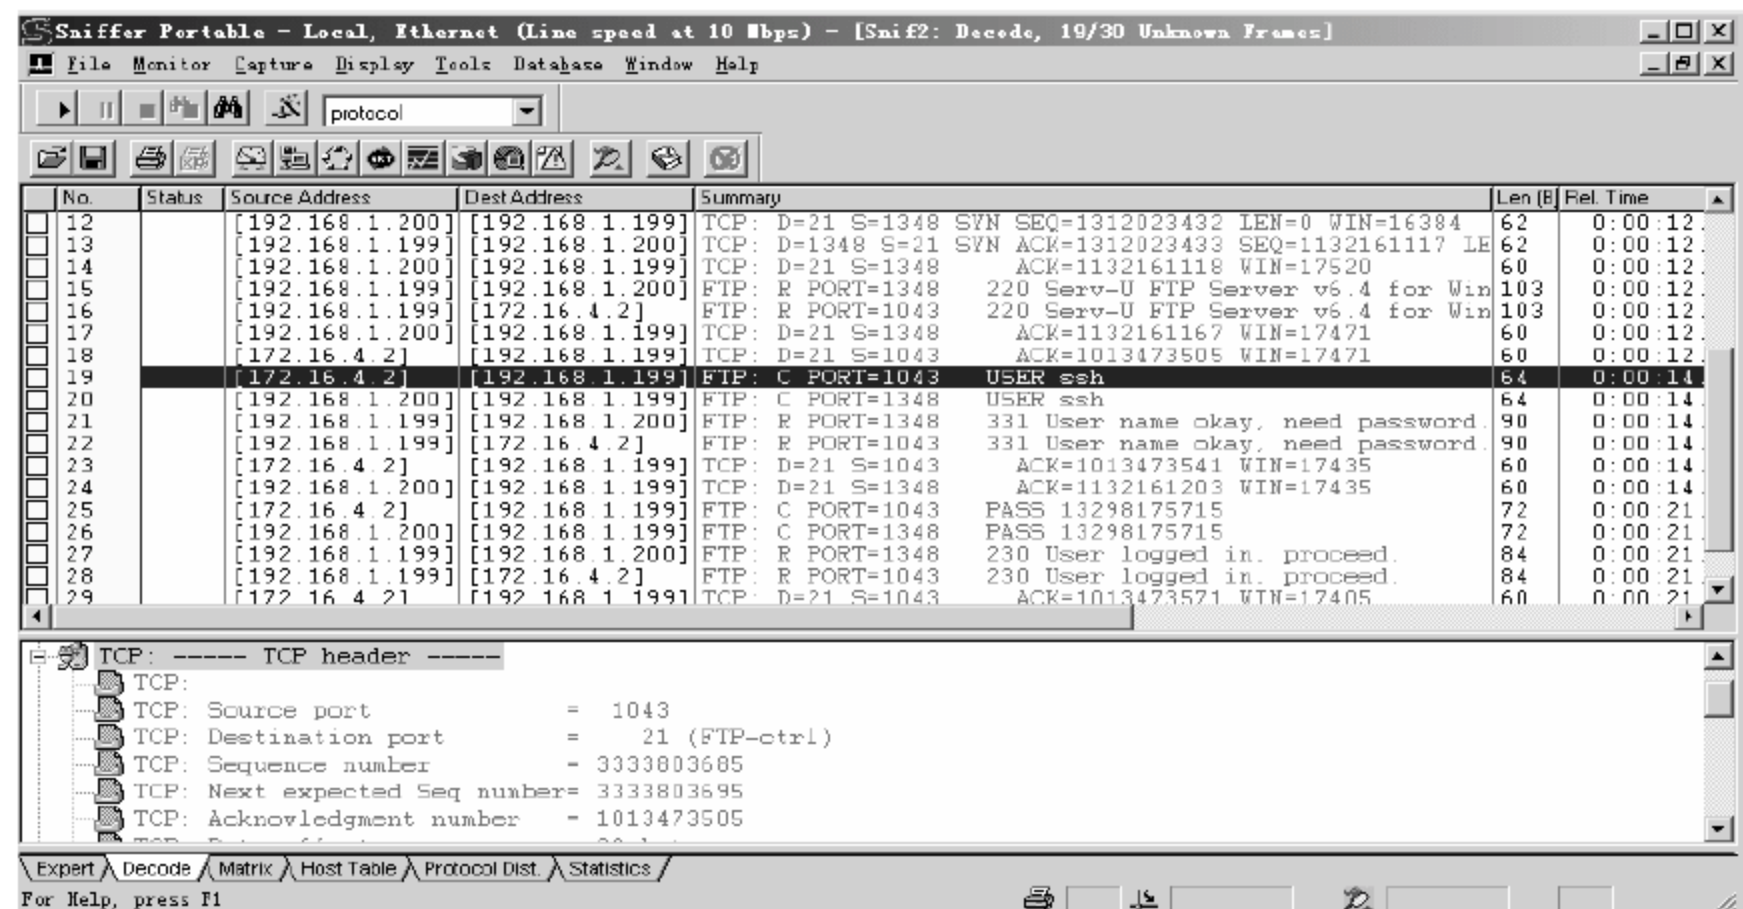 Sniffer Portable - Local, Ethernet (Line speed at 10 Mbps) - [Snif2: Decode, 19/30 Unknown Frames]
File Monitor Capture Display Tools Database Window Help
protocol
No. Status Source Address Dest Address Summary Len (B Rel. Time
12 [192.168.1.200] [192.168.1.199] TCP: D=21 S=1348 SYN SEQ=1312023432 LEN=0 WIN=16384 62 0:00:12.
13 [192.168.1.199] [192.168.1.200] TCP: D=1348 S=21 SYN ACK=1312023433 SEQ=1132161117 LE 62 0:00:12.
14 [192.168.1.200] [192.168.1.199] TCP: D=21 S=1348 ACK=1132161118 WIN=17520 60 0:00:12.
15 [192.168.1.199] [192.168.1.200] FTP: R PORT=1348 220 Serv-U FTP Server v6.4 for Win 103 0:00:12.
16 [192.168.1.199] [172.16.4.2] FTP: R PORT=1043 220 Serv-U FTP Server v6.4 for Win 103 0:00:12.
17 [192.168.1.200] [192.168.1.199] TCP: D=21 S=1348 ACK=1132161167 WIN=17471 60 0:00:12.
18 [172.16.4.2] [192.168.1.199] TCP: D=21 S=1043 ACK=1013473505 WIN=17471 60 0:00:12.
19 [172.16.4.2] [192.168.1.199] FTP: C PORT=1043 USER ssh 64 0:00:14.
20 [192.168.1.200] [192.168.1.199] FTP: C PORT=1348 USER ssh 64 0:00:14.
21 [192.168.1.199] [192.168.1.200] FTP: R PORT=1348 331 User name okay, need password. 90 0:00:14.
22 [192.168.1.199] [172.16.4.2] FTP: R PORT=1043 331 User name okay, need password. 90 0:00:14.
23 [172.16.4.2] [192.168.1.199] TCP: D=21 S=1043 ACK=1013473541 WIN=17435 60 0:00:14.
24 [192.168.1.200] [192.168.1.199] TCP: D=21 S=1348 ACK=1132161203 WIN=17435 60 0:00:14.
25 [172.16.4.2] [192.168.1.199] FTP: C PORT=1043 PASS 13298175715 72 0:00:21.
26 [192.168.1.200] [192.168.1.199] FTP: C PORT=1348 PASS 13298175715 72 0:00:21.
27 [192.168.1.199] [192.168.1.200] FTP: R PORT=1348 230 User logged in. proceed. 84 0:00:21.
28 [192.168.1.199] [172.16.4.2] FTP: R PORT=1043 230 User logged in. proceed. 84 0:00:21.
29 [172.16.4.2] [192.168.1.199] TCP: D=21 S=1043 ACK=1013473571 WIN=17405 60 0:00:21.
TCP: ----- TCP header -----
TCP:
TCP: Source port = 1043
TCP: Destination port = 21 (FTP-ctrl)
TCP: Sequence number = 3333803685
TCP: Next expected Seq number= 3333803695
TCP: Acknowledgment number = 1013473505
Expert Decode Matrix Host Table Protocol Dist. Statistics
For Help, press F1